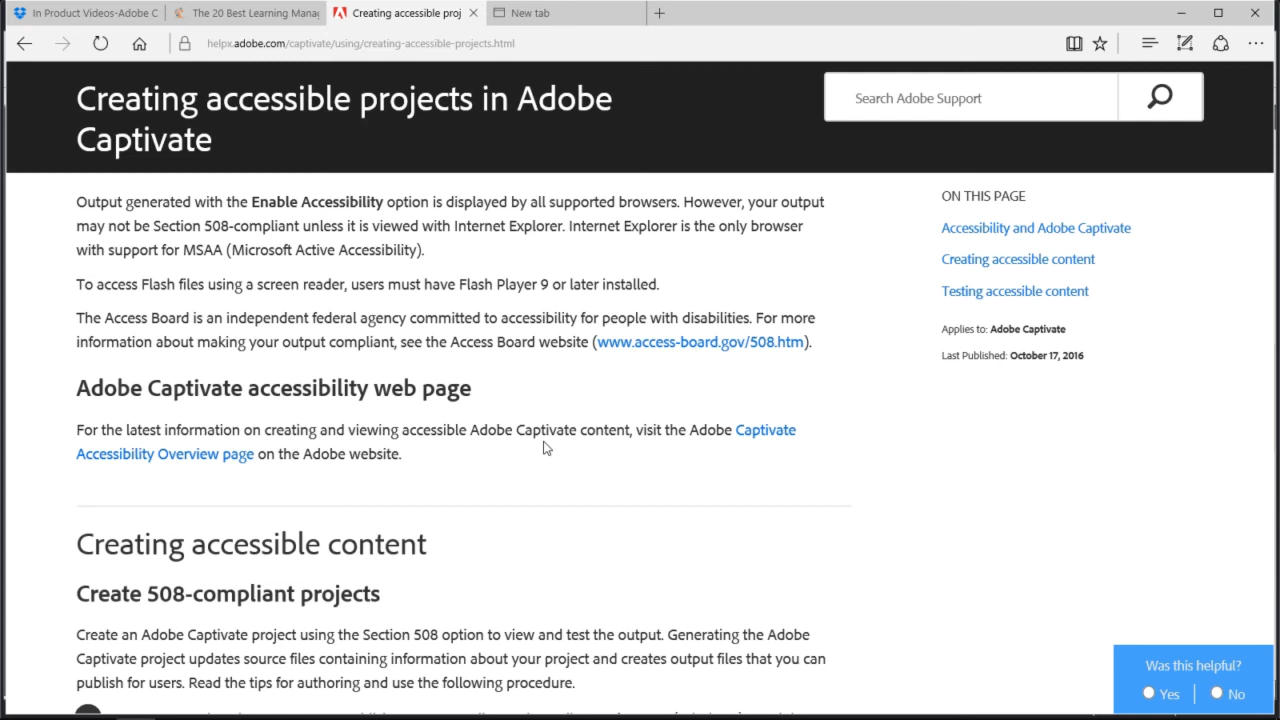 In Product Videos-Adobe C
The 20 Best Learning Manag
Creating accessible proj
New tab
helpx.adobe.com/captivate/using/creating-accessible-projects.html
Creating accessible projects in Adobe
Captivate
Search Adobe Support
Output generated with the Enable Accessibility option is displayed by all supported browsers. However, your output
may not be Section 508-compliant unless it is viewed with Internet Explorer. Internet Explorer is the only browser
with support for MSAA (Microsoft Active Accessibility).
To access Flash files using a screen reader, users must have Flash Player 9 or later installed.
The Access Board is an independent federal agency committed to accessibility for people with disabilities. For more
information about making your output compliant, see the Access Board website (www.access-board.gov/508.htm).
Adobe Captivate accessibility web page
For the latest information on creating and viewing accessible Adobe Captivate content, visit the Adobe Captivate
Accessibility Overview page on the Adobe website.
Creating accessible content
Create 508-compliant projects
Create an Adobe Captivate project using the Section 508 option to view and test the output. Generating the Adobe
Captivate project updates source files containing information about your project and creates output files that you can
publish for users. Read the tips for authoring and use the following procedure.
ON THIS PAGE
Accessibility and Adobe Captivate
Creating accessible content
Testing accessible content
Applies to: Adobe Captivate
Last Published: October 17, 2016
Was this helpful?
Yes | No